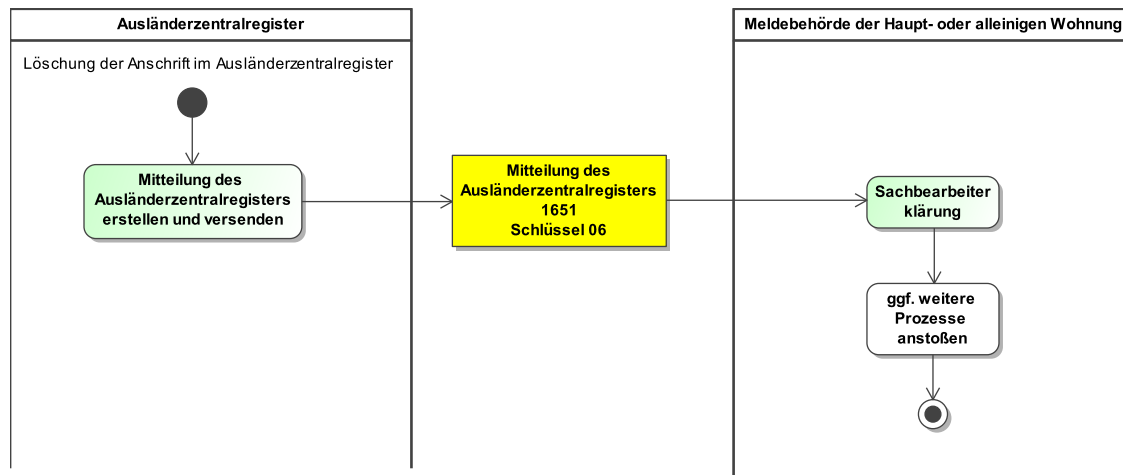 Ausländerzentralregister
Meldebehörde der Haupt- oder alleinigen Wohnung
Löschung der Anschrift im Ausländerzentralregister
Mitteilung des
Ausländerzentralregisters
erstellen und versenden
Mitteilung des
Ausländerzentralregisters
1651
Schlüssel 06
Sachbearbeiter
klärung
ggf. weitere
Prozesse
anstoßen